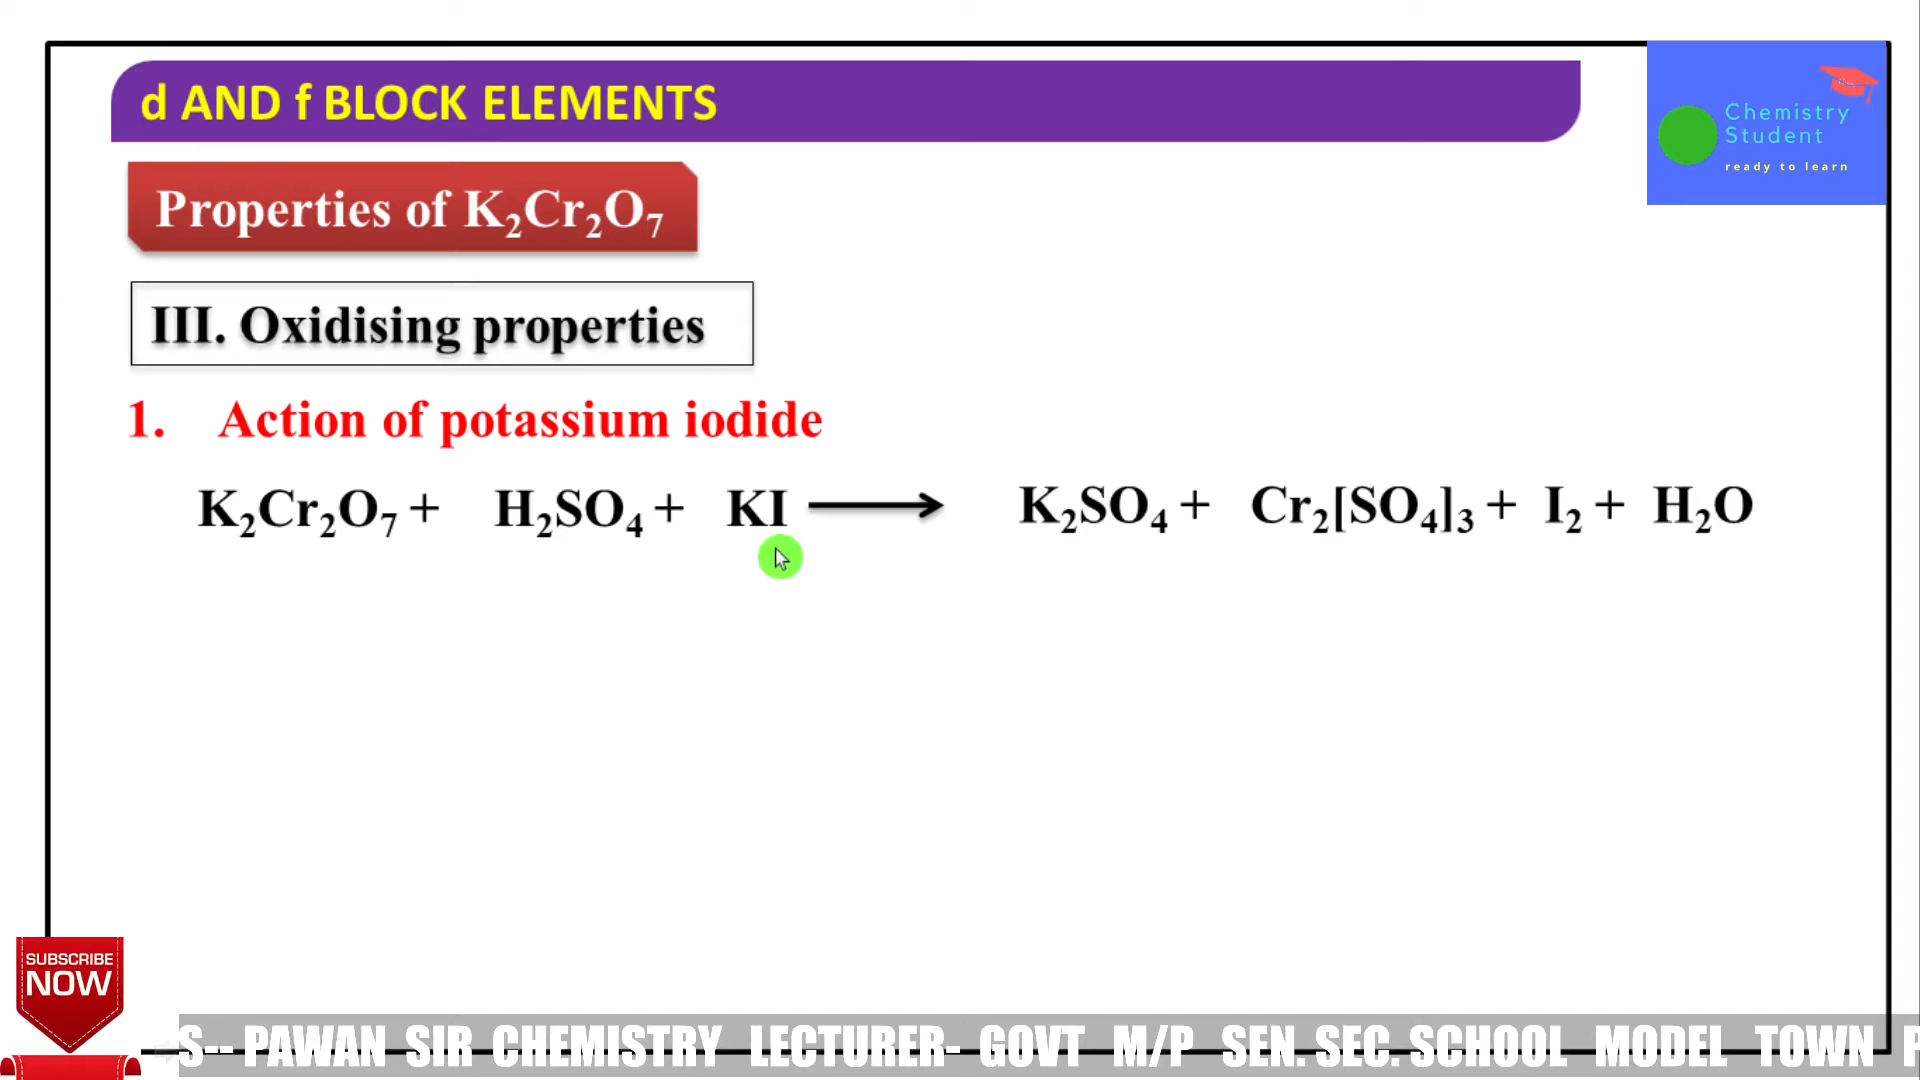 d AND f BLOCK ELEMENTS
Chemistry
Student
ready to learn
Properties of K₂Cr₂O₇
III. Oxidising properties
1. Action of potassium iodide
K₂Cr₂O₇ + H₂SO₄ + KI ⟶ K₂SO₄ + Cr₂[SO₄]₃ + I₂ + H₂O
SUBSCRIBE
NOW
S-- PAWAN SIR CHEMISTRY LECTURER- GOVT M/P SEN. SEC. SCHOOL MODEL TOWN